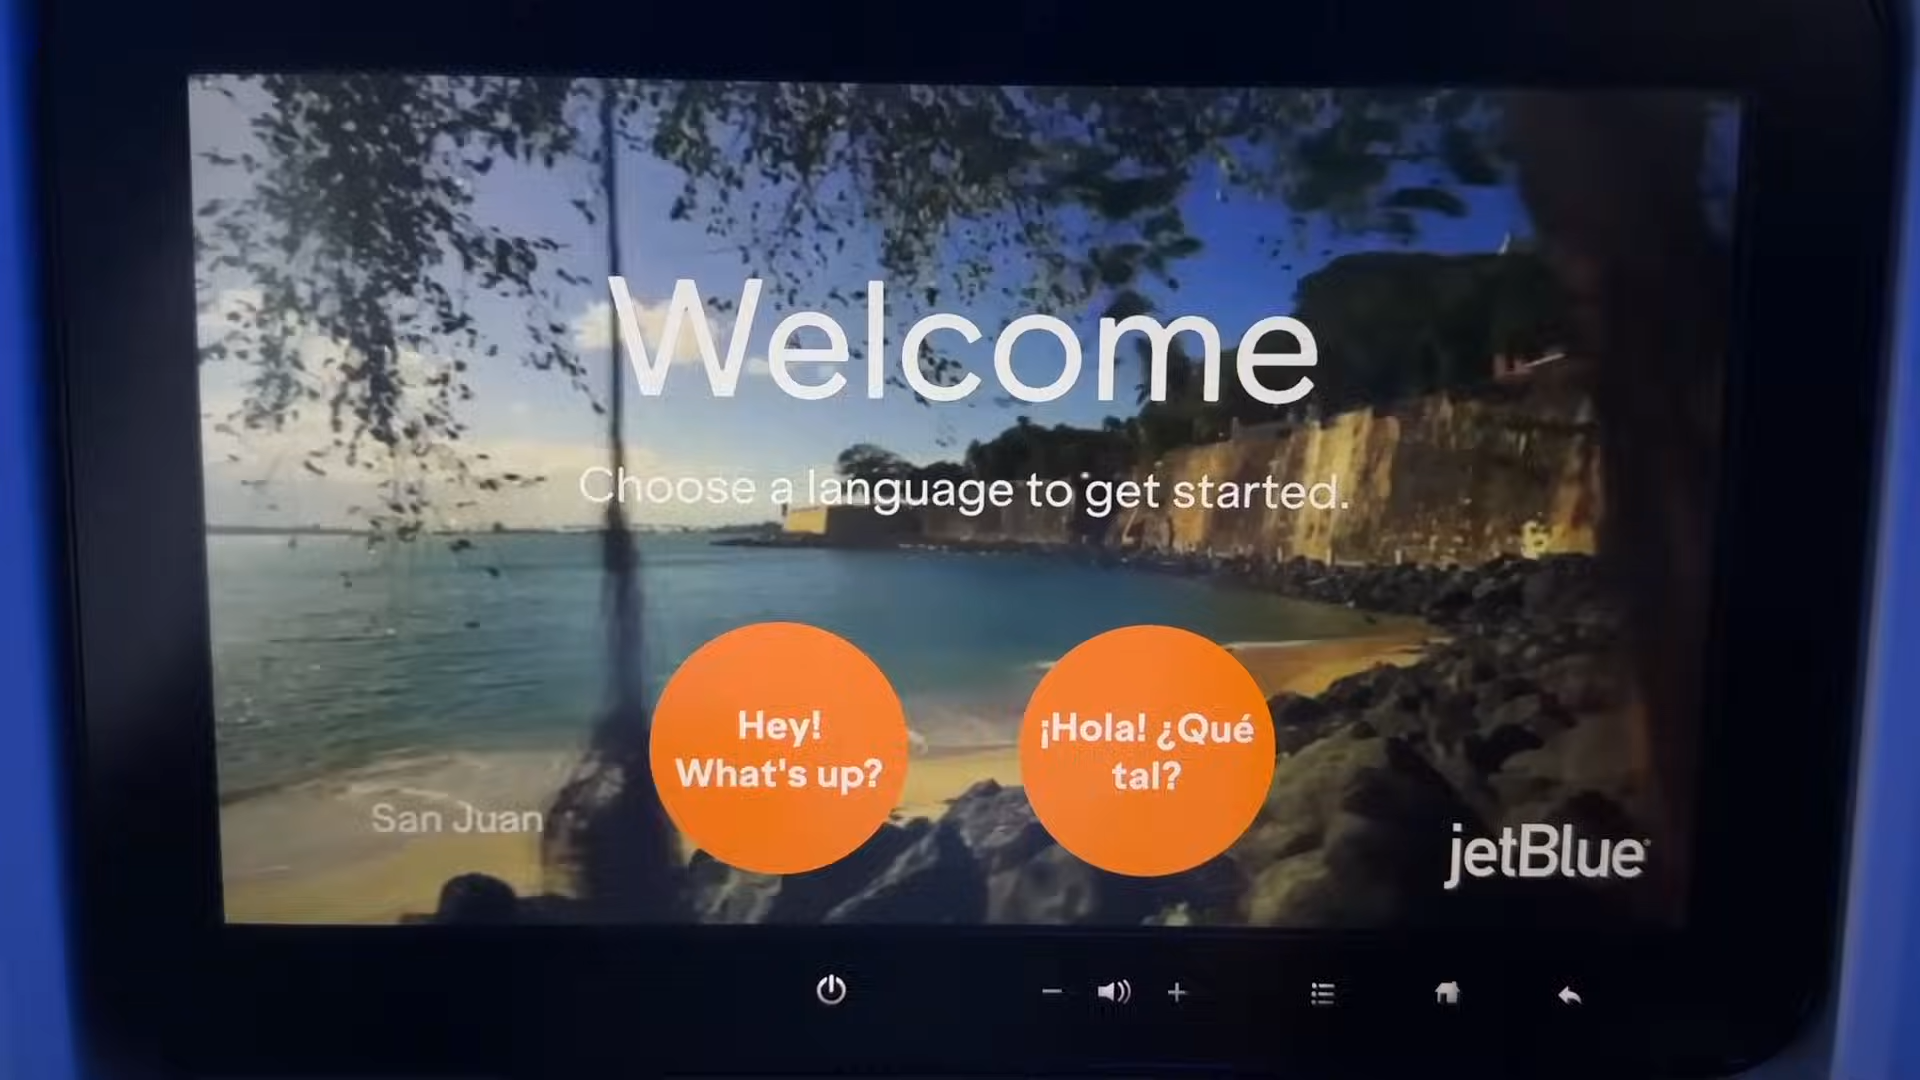 Welcome
Choose a language to get started.
Hey!
What's up?
¡Hola! ¿Qué
tal?
San Juan
jetBlue